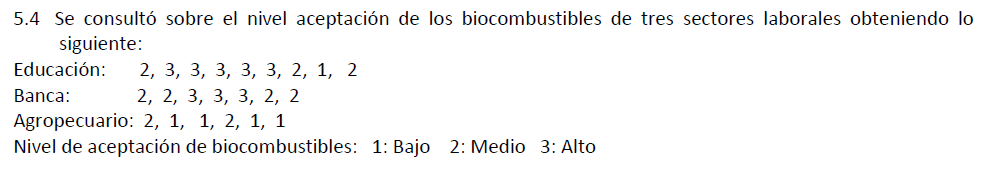 5.4 Se consultó sobre el nivel aceptación de los biocombustibles de tres sectores laborales obteniendo lo
siguiente:
Educación: 2, 3, 3, 3, 3, 3, 2, 1, 2
Banca: 2, 2, 3, 3, 3, 2, 2
Agropecuario: 2, 1, 1, 2, 1, 1
Nivel de aceptación de biocombustibles: 1: Bajo 2: Medio 3: Alto